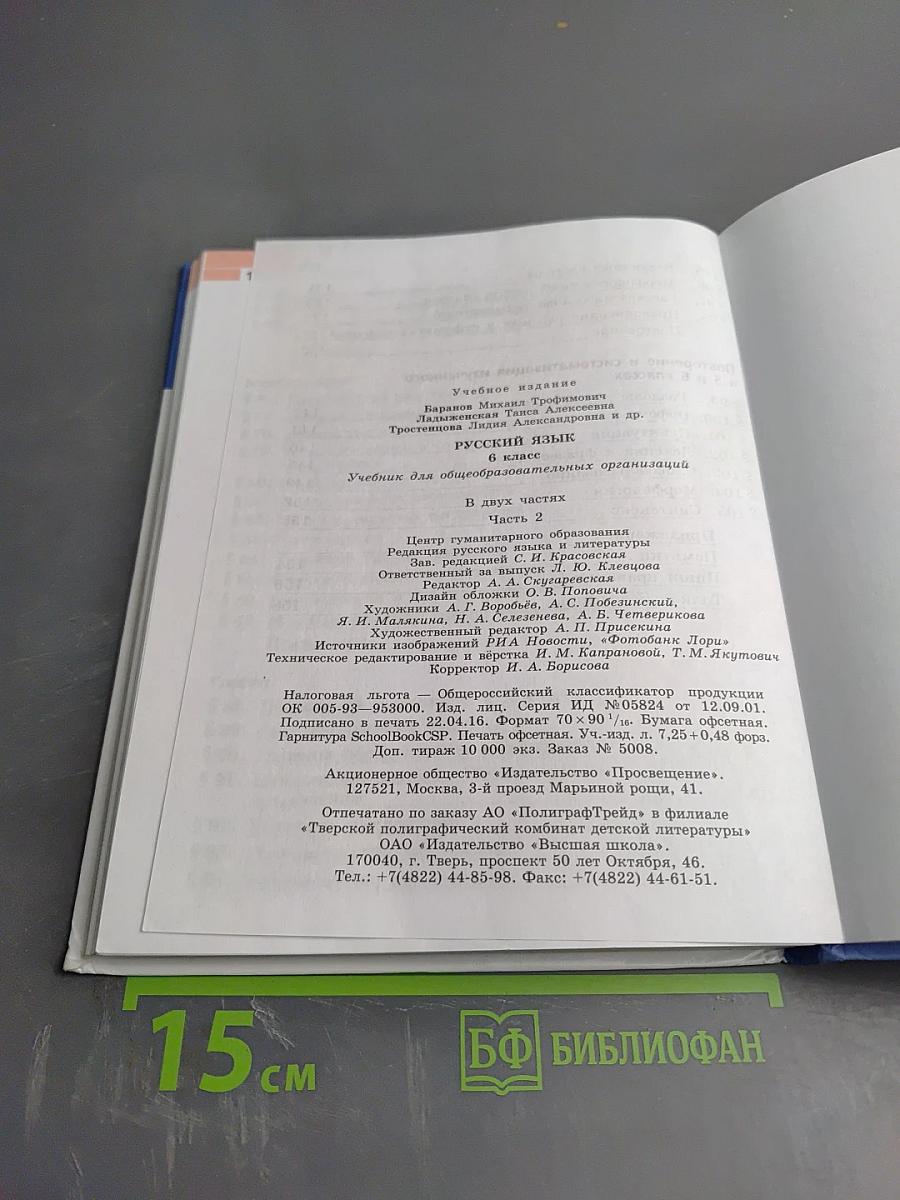 Учебное издание
Баранов Михаил Трофимович
Ладыженская Таиса Алексеевна
Тростенцова Лидия Александровна и др.
РУССКИЙ ЯЗЫК
6 класс
Учебник для общеобразовательных организаций
В двух частях
Часть 2
Центр гуманитарного образования
Редакция русского языка и литературы
Зав. редакцией С. И. Красовская
Ответственный за выпуск Л. Ю. Клевцова
Редактор А. А. Скугаревская
Дизайн обложки О. В. Поповича
Художники А. Г. Воробьёв, А. С. Побезинский,
Я. И. Малякина, Н. А. Селезенева, А. Б. Четверикова
Художественный редактор А. П. Присекина
Источники изображений РИА Новости, «Фотобанк Лори»
Техническое редактирование и вёрстка И. М. Капрановой, Т. М. Якутович
Корректор И. А. Борисова
Налоговая льгота — Общероссийский классификатор продукции
ОК 005-93—953000. Изд. лиц. Серия ИД №05824 от 12.09.01.
Подписано в печать 22.04.16. Формат 70×90 1/16. Бумага офсетная.
Гарнитура SchoolBookCSP. Печать офсетная. Уч.-изд. л. 7,25+0,48 форз.
Доп. тираж 10 000 экз. Заказ № 5008.
Акционерное общество «Издательство «Просвещение».
127521, Москва, 3-й проезд Марьиной рощи, 41.
Отпечатано по заказу АО «ПолиграфТрейд» в филиале
«Тверской полиграфический комбинат детской литературы»
ОАО «Издательство «Высшая школа».
170040, г. Тверь, проспект 50 лет Октября, 46.
Тел.: +7(4822) 44-85-98. Факс: +7(4822) 44-61-51.
15 см
БФ БИБЛИОФАН